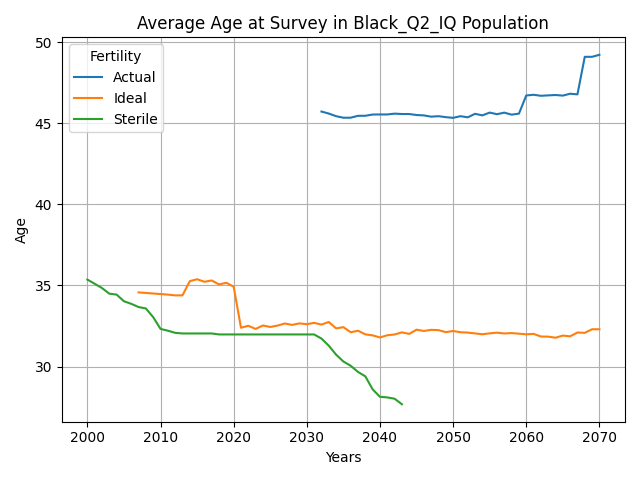 Average Age at Survey in Black_Q2_IQ Population
Fertility
Actual
Ideal
Sterile
Age
50
45
40
35
30
2000 2010 2020 2030 2040 2050 2060 2070
Years